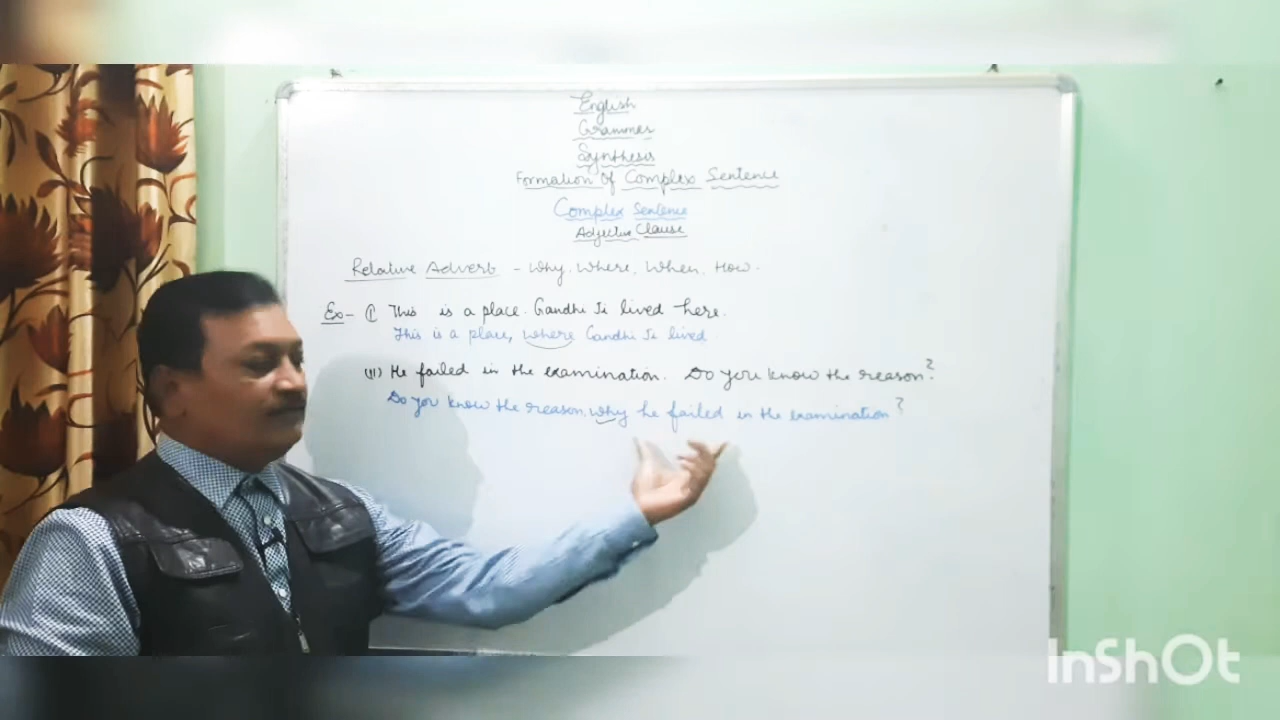 English
Grammer
Synthesis
Formation Of Complex Sentence
Complex Sentence
Adjective Clause
Relative Adverb - Why, Where, When, How.
Ex - (I) This is a place. Gandhi Ji lived here.
This is a place, where Gandhi Ji lived.
(II) He failed in the examination. Do you know the reason?
Do you know the reason, why he failed in the examination?
InShOt